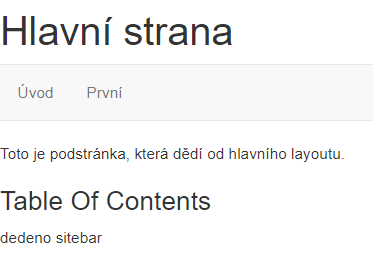 Hlavní strana
Úvod První
Toto je podstránka, která dědí od hlavního layoutu.
Table Of Contents
dedeno sitebar